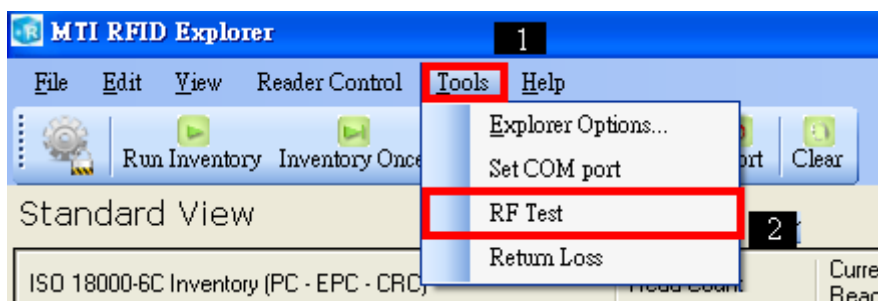 MTI RFID Explorer
1
File Edit View Reader Control Tools Help
Explorer Options...
Run Inventory Inventory Once Clear
Set COM port
Standard View
RF Test
2
Return Loss
ISO 18000-6C Inventory (PC - EPC - CRC)